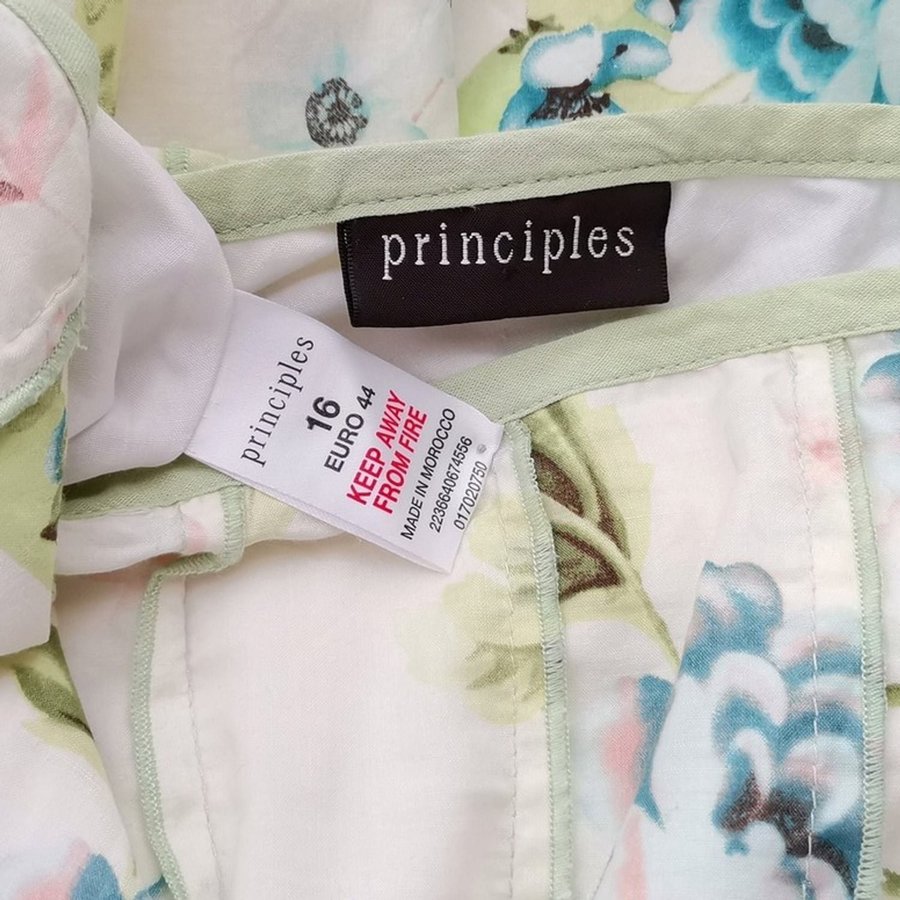 principles
principles
16
EURO 44
KEEP AWAY
FROM FIRE
MADE IN MOROCCO
2236640674556
017020750